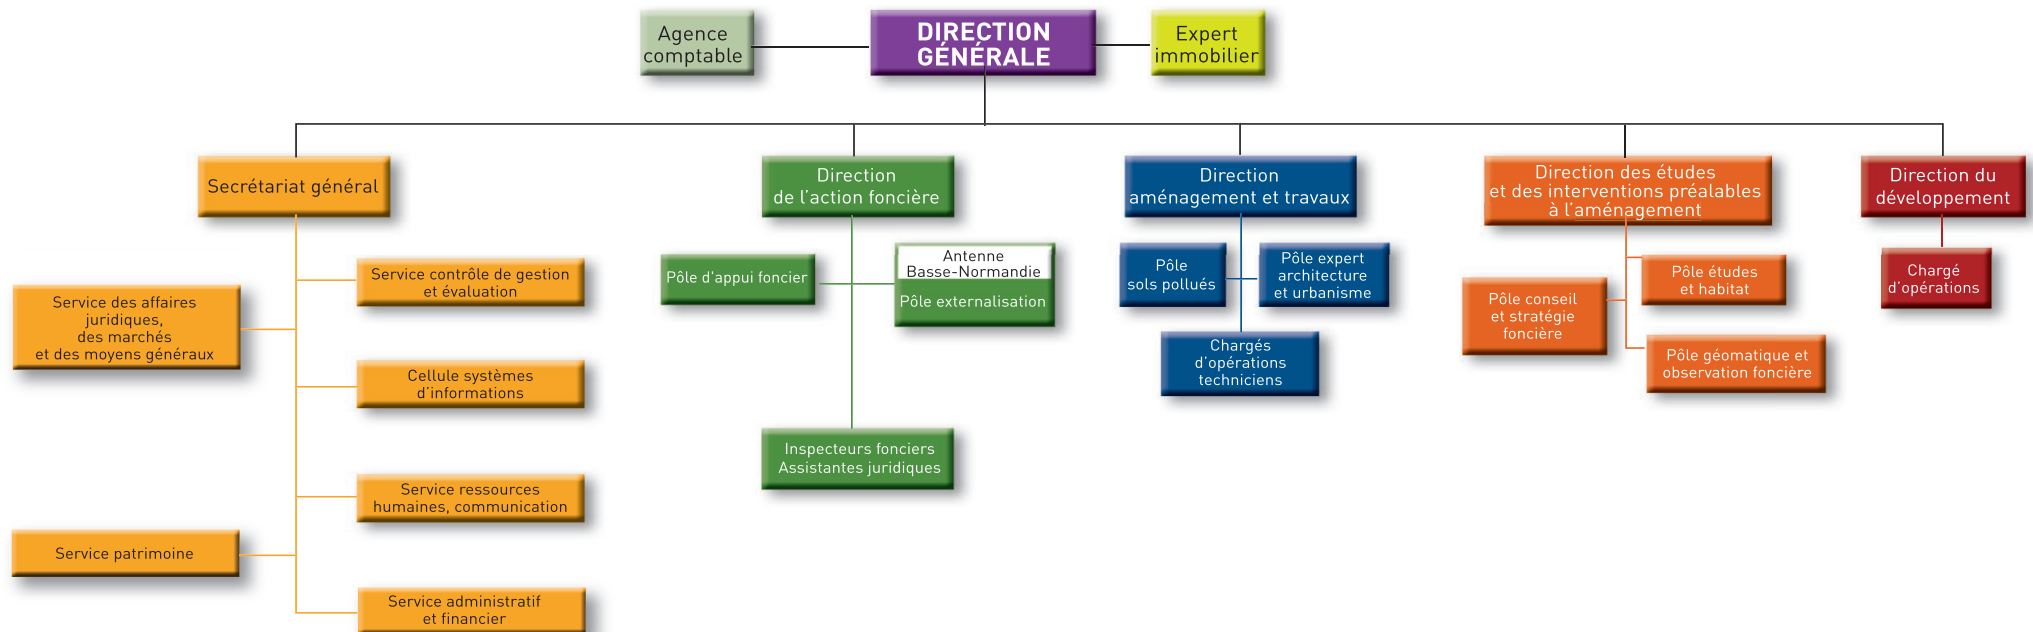 Agence
comptable
DIRECTION
GÉNÉRALE
Expert
immobilier
Secrétariat général
Service des affaires
juridiques,
des marchés
et des moyens généraux
Service contrôle de gestion
et évaluation
Cellule systèmes
d'informations
Service ressources
humaines, communication
Service patrimoine
Service administratif
et financier
Direction
de l'action foncière
Pôle d'appui foncier
Antenne
Basse-Normandie
Pôle externalisation
Inspecteurs fonciers
Assistantes juridiques
Direction
aménagement et travaux
Pôle
sols pollués
Pôle expert
architecture
et urbanisme
Chargés
d'opérations
techniciens
Direction des études
et des interventions préalables
à l'aménagement
Pôle conseil
et stratégie
foncière
Pôle études
et habitat
Pôle géomatique et
observation foncière
Direction du
développement
Chargé
d'opérations